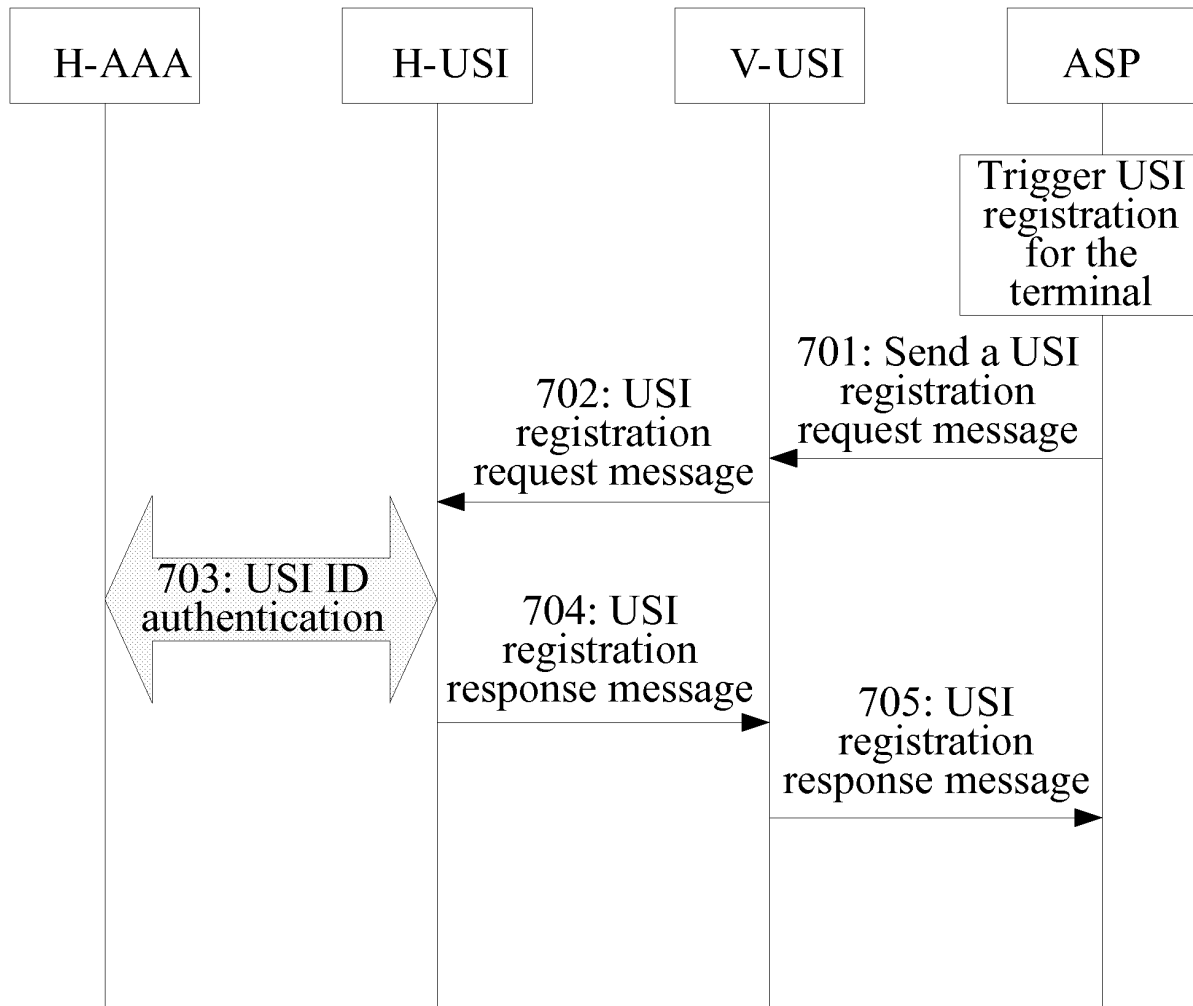 H-AAA
H-USI
V-USI
ASP
Trigger USI
registration
for the
terminal
701: Send a USI
registration
request message
702: USI
registration
request message
703: USI ID
authentication
704: USI
registration
response message
705: USI
registration
response message